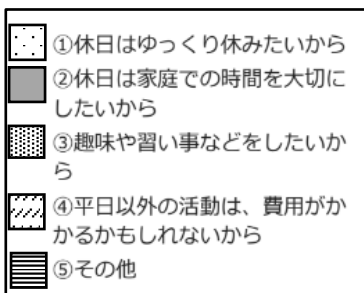 ①休日はゆっくり休みたいから
②休日は家庭での時間を大切に
したいから
③趣味や習い事などをしたいか
ら
④平日以外の活動は、費用がか
かるかもしれないから
⑤その他